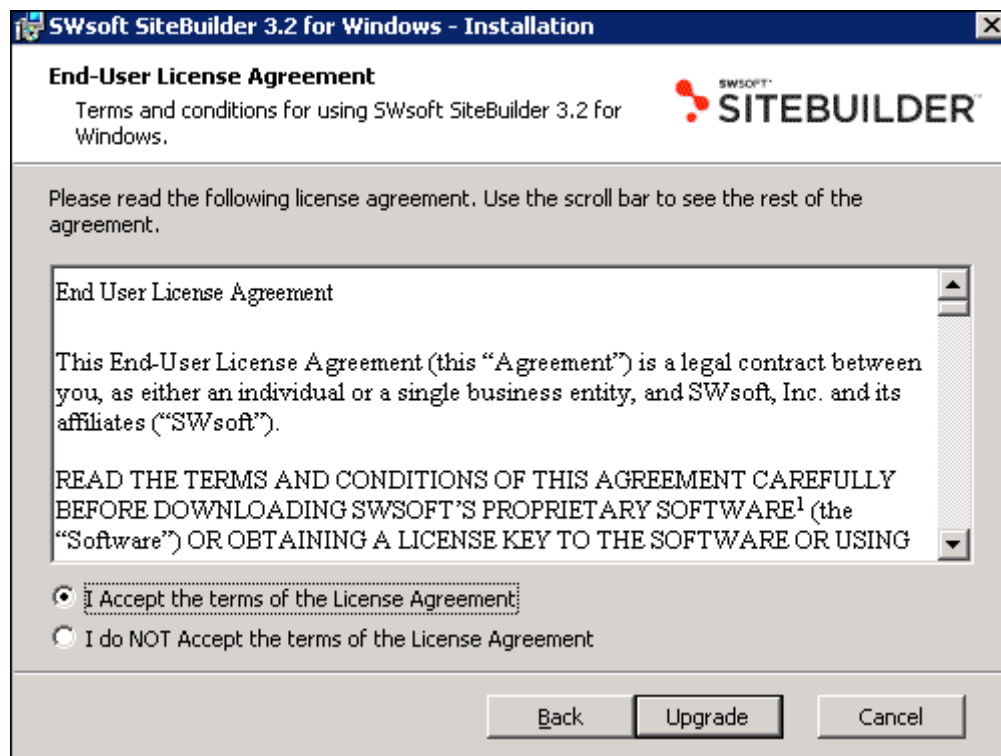 SWsoft SiteBuilder 3.2 for Windows - Installation
End-User License Agreement
Terms and conditions for using SWsoft SiteBuilder 3.2 for
Windows.
SWSOFT™
SITEBUILDER™
Please read the following license agreement. Use the scroll bar to see the rest of the
agreement.
End User License Agreement
This End-User License Agreement (this “Agreement”) is a legal contract between
you, as either an individual or a single business entity, and SWsoft, Inc. and its
affiliates (“SWsoft”).
READ THE TERMS AND CONDITIONS OF THIS AGREEMENT CAREFULLY
BEFORE DOWNLOADING SWSOFT’S PROPRIETARY SOFTWARE¹ (the
“Software”) OR OBTAINING A LICENSE KEY TO THE SOFTWARE OR USING
I Accept the terms of the License Agreement
I do NOT Accept the terms of the License Agreement
Back
Upgrade
Cancel